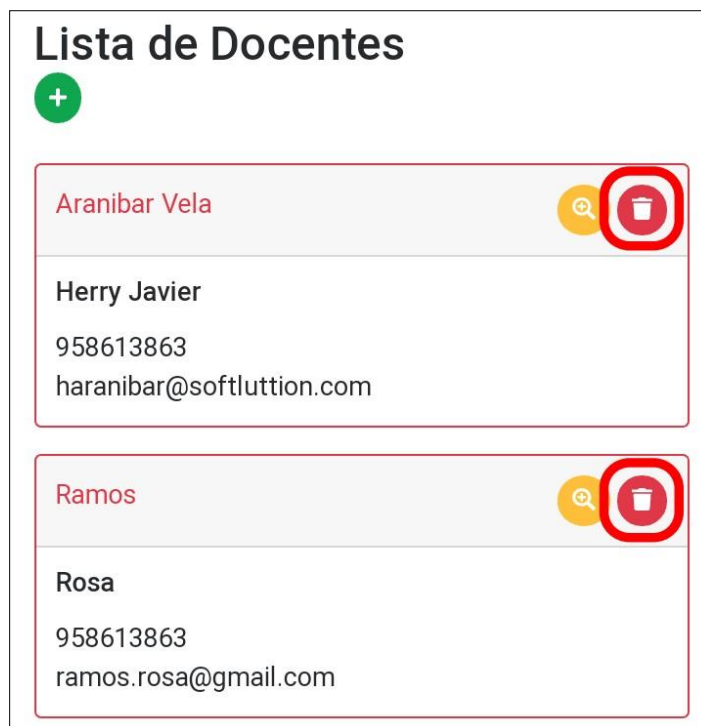 Lista de Docentes
Aranibar Vela
Herry Javier
958613863
haranibar@softluttion.com
Ramos
Rosa
958613863
ramos.rosa@gmail.com